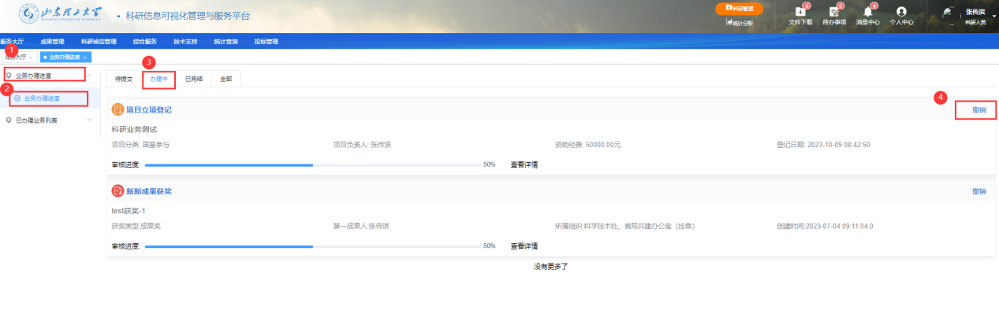 山东理工大学 · 科研信息可视化管理与服务平台
科研管理
统计分析
0 0 4
文件下载 待办事项 消息中心 个人中心
张传滨
科研人员
服务大厅 成果管理 科研诚信管理 综合服务 技术支持 统计查询 投标管理
1
服务大厅 × 业务办理进度 ×
业务办理进度
2
业务办理进度
已办理业务列表
3
待提交 办理中 已完结 全部
4
项目立项登记 撤销
科研业务测试
项目分类: 国基参与 项目负责人: 张传滨 资助经费: 50000.00元 登记日期: 2023-10-09 08:42:50
审核进度: 50% 查看详情
新新成果获奖 撤销
test获奖-1
获奖类型:成果奖 第一成果人:张传滨 所属组织:科学技术处、省局共建办公室（挂靠） 创建时间:2023-07-04 09:11:04.0
审核进度: 50% 查看详情
没有更多了